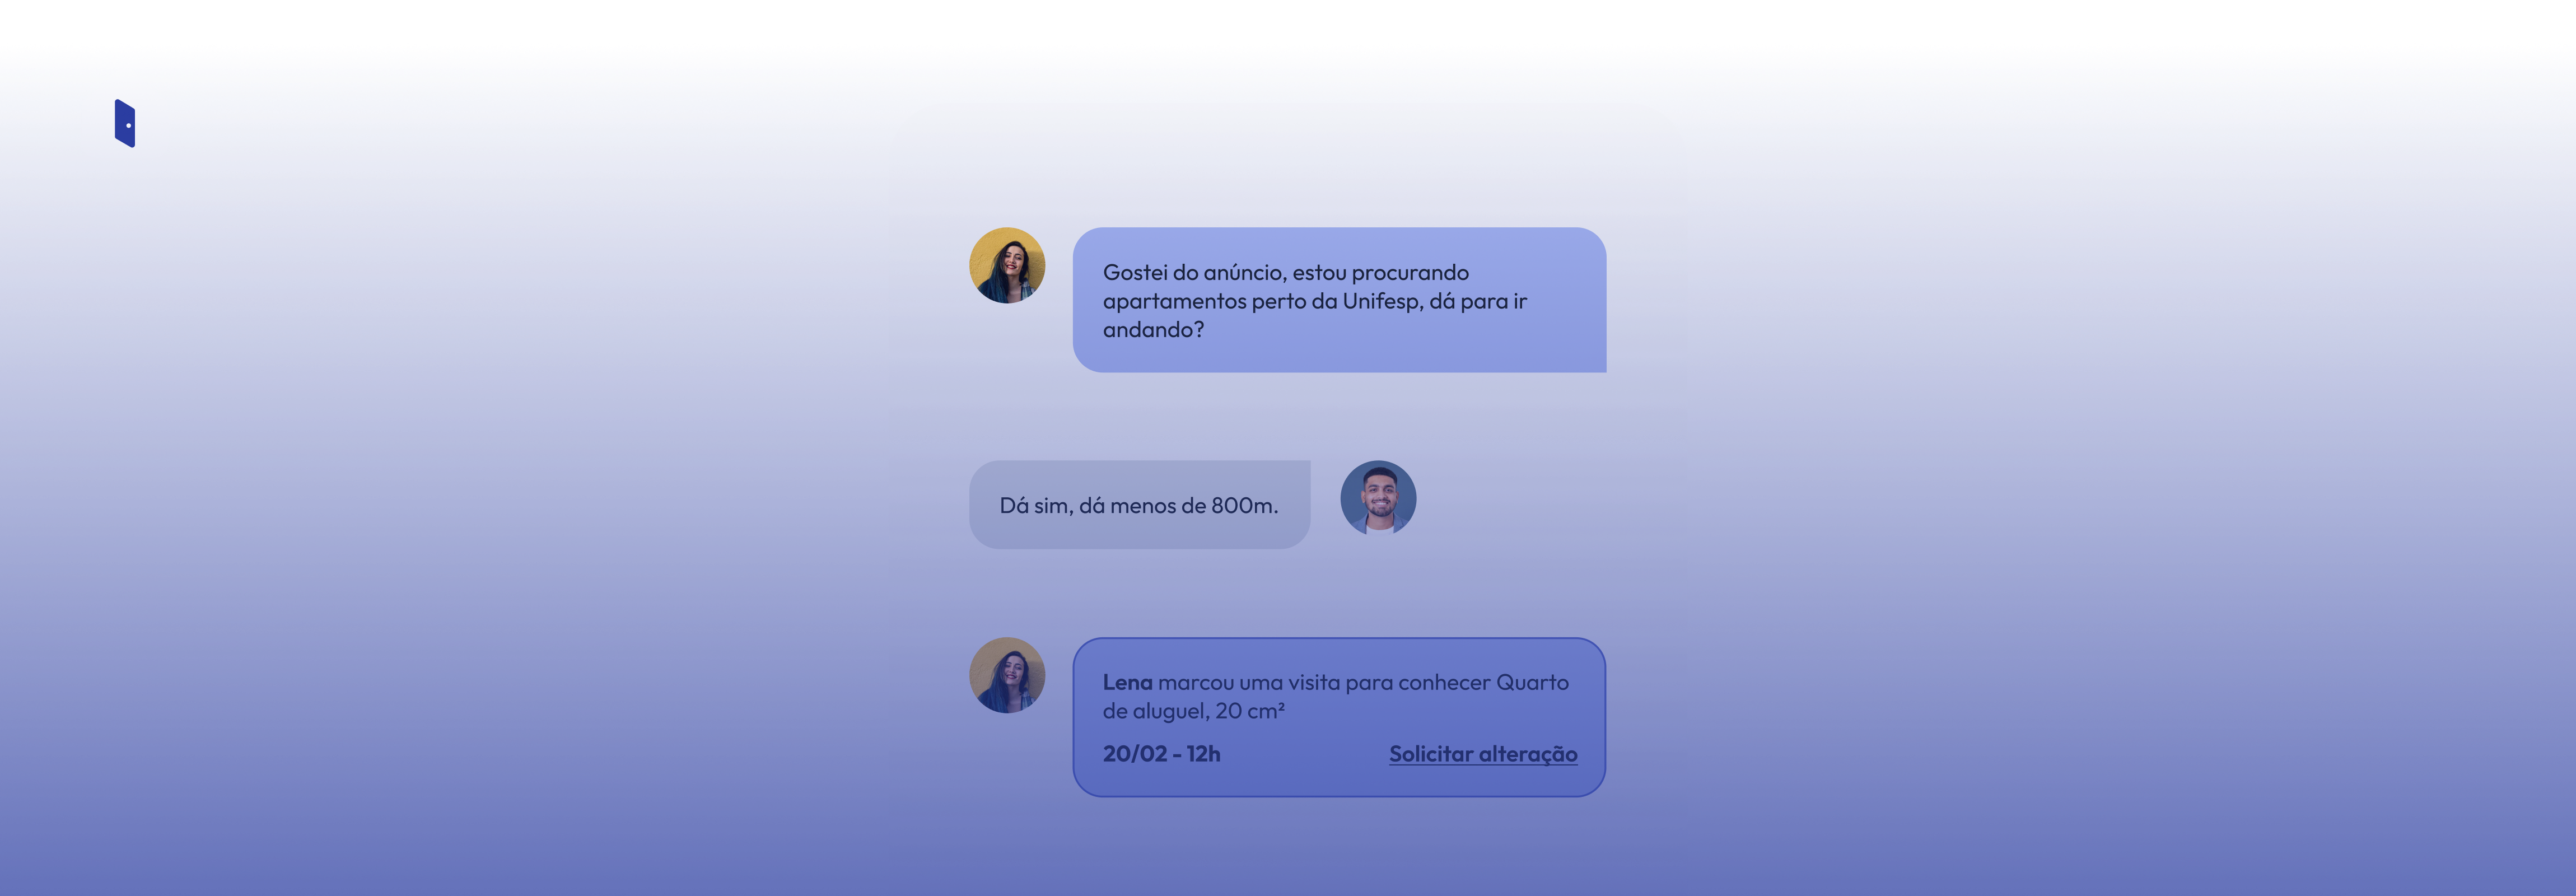 Gostei do anúncio, estou procurando
apartamentos perto da Unifesp, dá para ir
andando?
Dá sim, dá menos de 800m.
Lena marcou uma visita para conhecer Quarto
de aluguel, 20 cm²
20/02 - 12h
Solicitar alteração